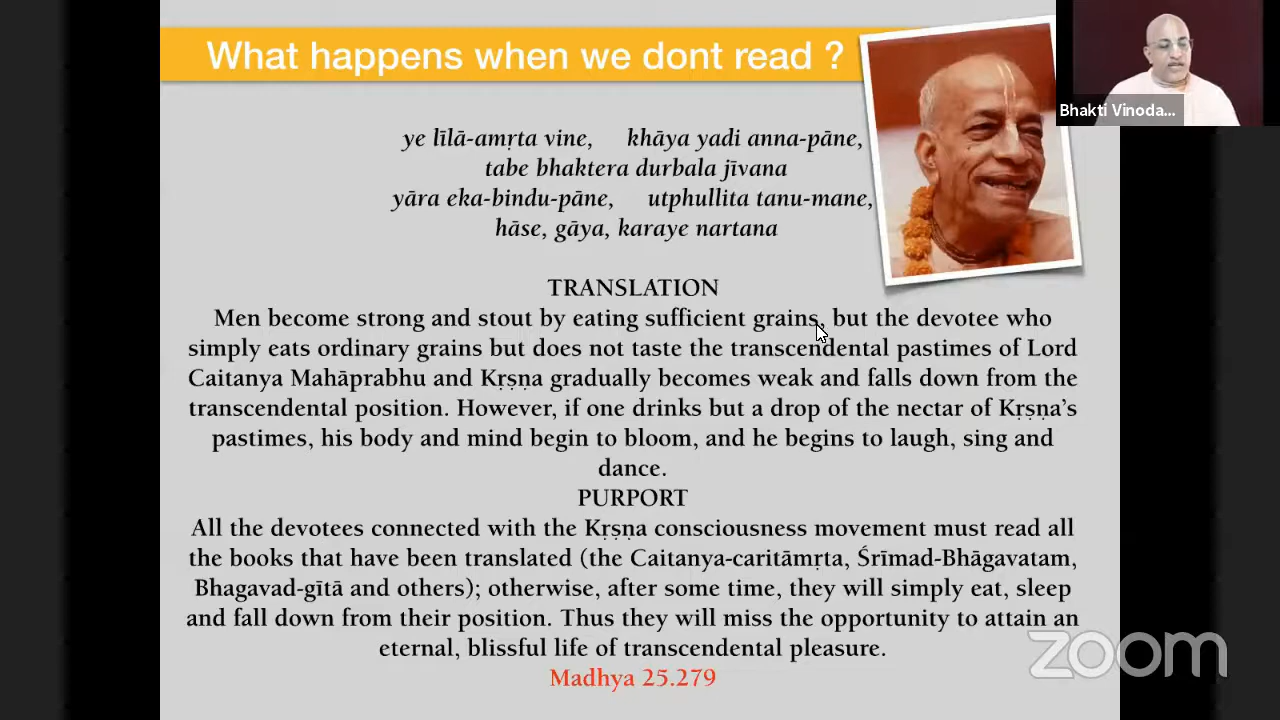 What happens when we dont read ?
Bhakti Vinoda...
ye līlā-amṛta vine, khāya yadi anna-pāne,
tabe bhaktera durbala jīvana
yāra eka-bindu-pāne, utphullita tanu-mane,
hāse, gāya, karaye nartana
TRANSLATION
Men become strong and stout by eating sufficient grains, but the devotee who
simply eats ordinary grains but does not taste the transcendental pastimes of Lord
Caitanya Mahāprabhu and Kṛṣṇa gradually becomes weak and falls down from the
transcendental position. However, if one drinks but a drop of the nectar of Kṛṣṇa’s
pastimes, his body and mind begin to bloom, and he begins to laugh, sing and
dance.
PURPORT
All the devotees connected with the Kṛṣṇa consciousness movement must read all
the books that have been translated (the Caitanya-caritāmṛta, Śrīmad-Bhāgavatam,
Bhagavad-gītā and others); otherwise, after some time, they will simply eat, sleep
and fall down from their position. Thus they will miss the opportunity to attain an
eternal, blissful life of transcendental pleasure.
Madhya 25.279
zoom